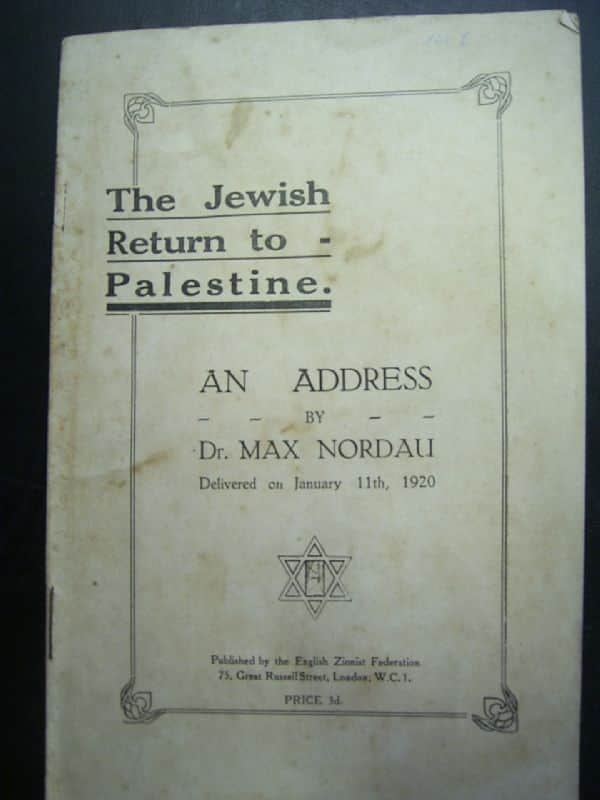 The Jewish
Return to -
Palestine.
AN ADDRESS
- - BY - -
Dr. MAX NORDAU
Delivered on January 11th, 1920
Published by the English Zionist Federation
75, Great Russell Street, London, W.C.1.
PRICE 3d.